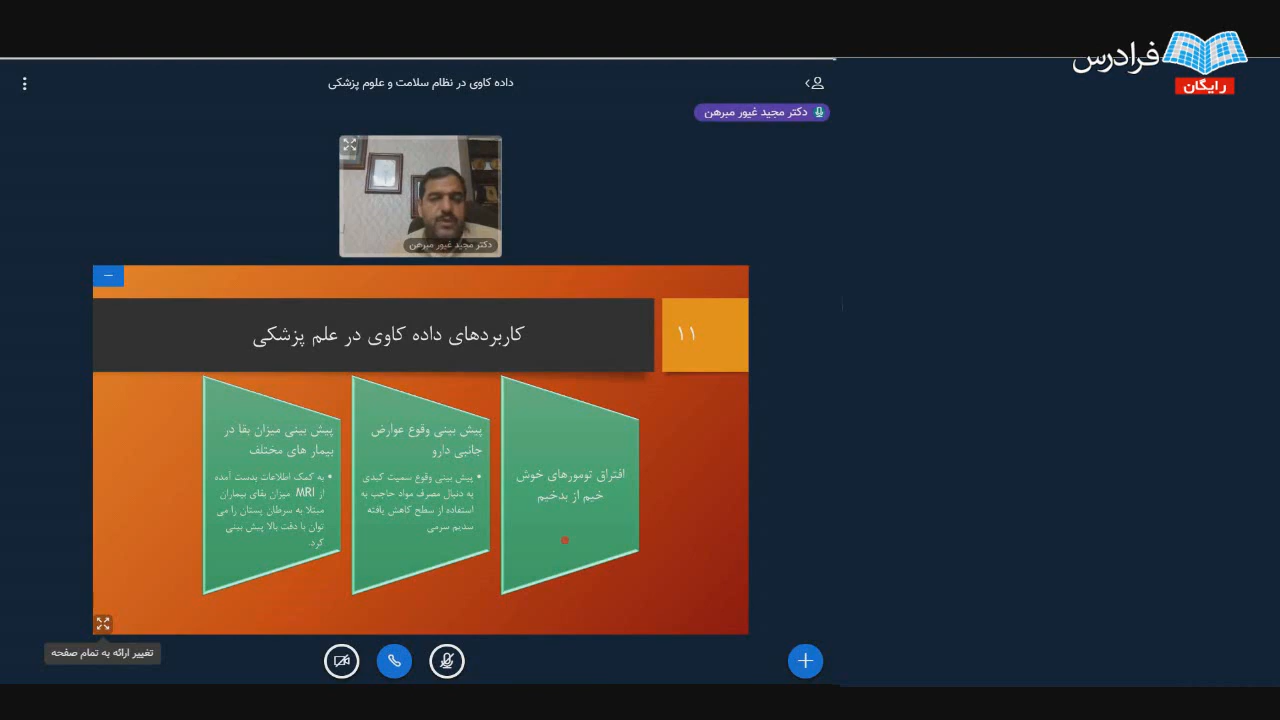 فرادرس
رایگان
داده کاوی در نظام سلامت و علوم پزشکی
دکتر مجید غیور مبرهن
دکتر مجید غیور مبرهن
کاربردهای داده کاوی در علم پزشکی
۱۱
افتراق تومورهای خوش
خیم از بدخیم
پیش بینی وقوع عوارض
جانبی دارو
• پیش بینی وقوع سمیت کبدی
به دنبال مصرف مواد حاجب به
استفاده از سطح کاهش یافته
سدیم سرمی
پیش بینی میزان بقا در
بیمار های مختلف
• به کمک اطلاعات بدست آمده
از MRI میزان بقای بیماران
مبتلا به سرطان پستان را می
توان با دقت بالا پیش بینی
کرد.
تغییر ارائه به تمام صفحه